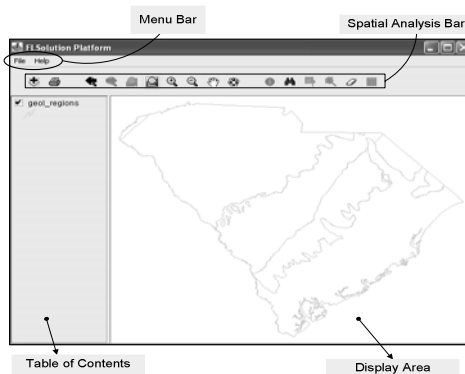 Menu Bar
Spatial Analysis Bar
FLSolution Platform
File Help
geol_regions
Table of Contents
Display Area